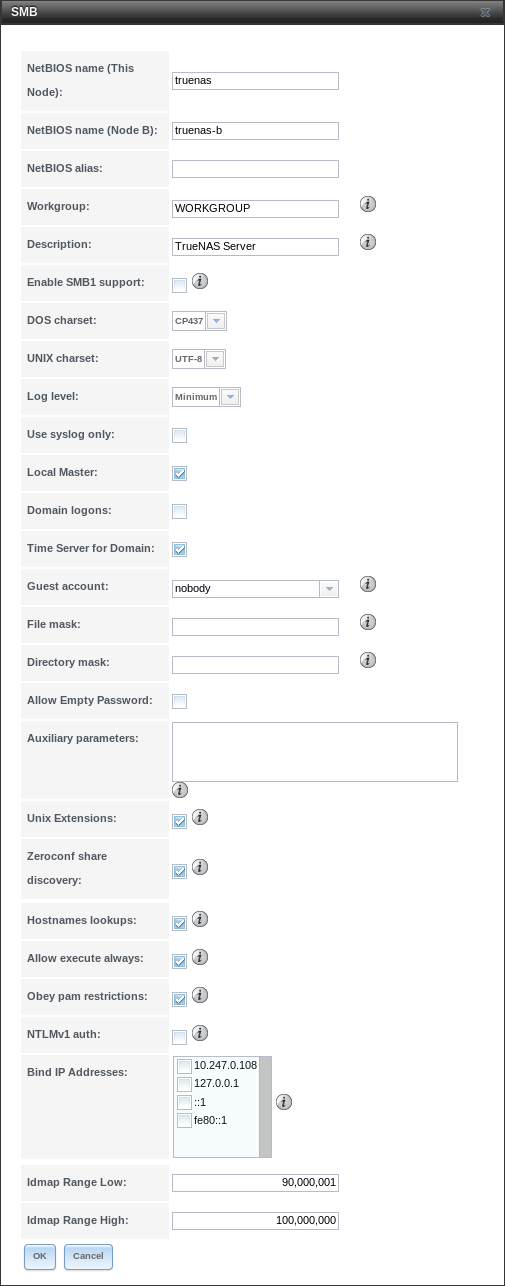 SMB
NetBIOS name (This
Node):
truenas
NetBIOS name (Node B):
truenas-b
NetBIOS alias:
Workgroup:
WORKGROUP
Description:
TrueNAS Server
Enable SMB1 support:
DOS charset:
CP437
UNIX charset:
UTF-8
Log level:
Minimum
Use syslog only:
Local Master:
Domain logons:
Time Server for Domain:
Guest account:
nobody
File mask:
Directory mask:
Allow Empty Password:
Auxiliary parameters:
Unix Extensions:
Zeroconf share
discovery:
Hostnames lookups:
Allow execute always:
Obey pam restrictions:
NTLMv1 auth:
Bind IP Addresses:
10.247.0.108
127.0.0.1
::1
fe80::1
Idmap Range Low:
90,000,001
Idmap Range High:
100,000,000
OK
Cancel